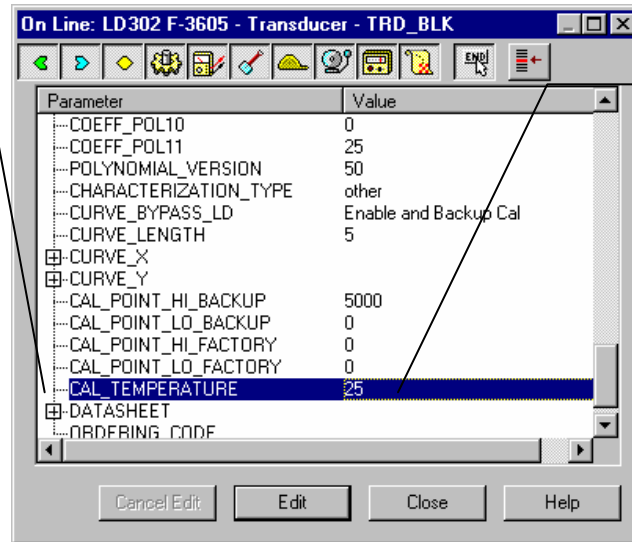 On Line: LD302 F-3605 - Transducer - TRD_BLK
END
Parameter Value
COEFF_POL10 0
COEFF_POL11 25
POLYNOMIAL_VERSION 50
CHARACTERIZATION_TYPE other
CURVE_BYPASS_LD Enable and Backup Cal
CURVE_LENGTH 5
CURVE_X
CURVE_Y
CAL_POINT_HI_BACKUP 5000
CAL_POINT_LO_BACKUP 0
CAL_POINT_HI_FACTORY 0
CAL_POINT_LO_FACTORY 0
CAL_TEMPERATURE 25
DATASHEET
ORDERING_CODE
Cancel Edit Edit Close Help